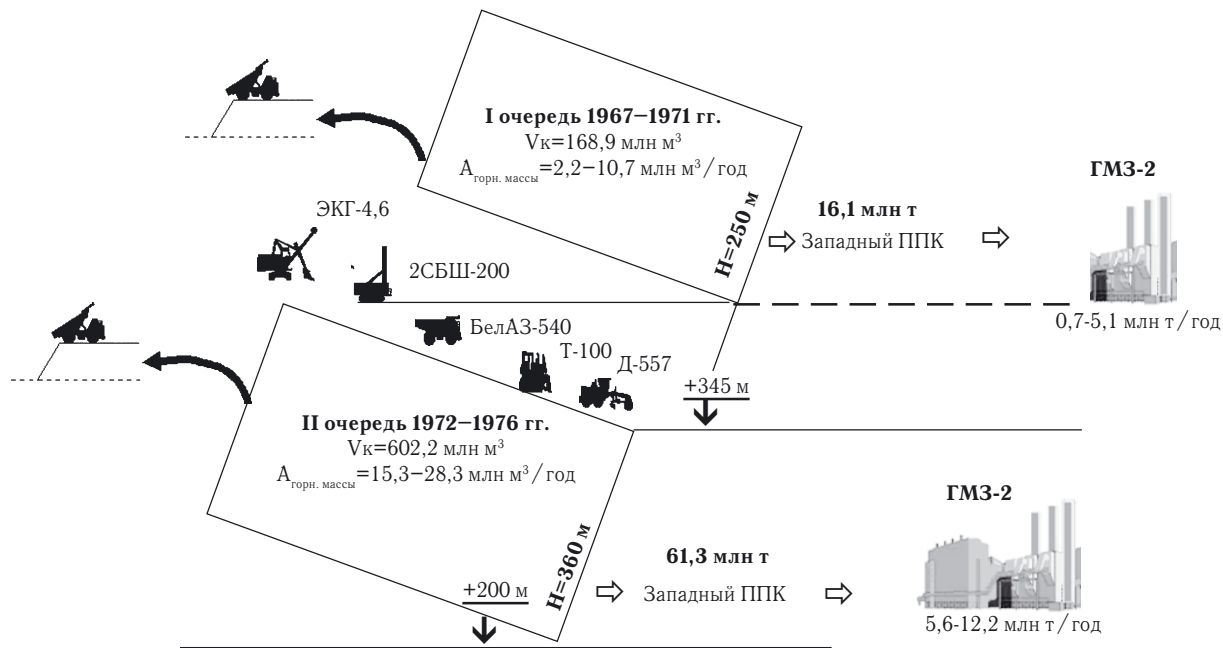 I очередь 1967–1971 гг.
Vк=168,9 млн м³
Aгорн. массы=2,2–10,7 млн м³/год
H=250 м
ГМЗ-2
16,1 млн т
Западный ППК
0,7-5,1 млн т/год
ЭКГ-4,6
2СБШ-200
БелАЗ-540
Т-100
Д-557
+345 м
II очередь 1972–1976 гг.
Vк=602,2 млн м³
Aгорн. массы=15,3–28,3 млн м³/год
H=360 м
+200 м
61,3 млн т
Западный ППК
ГМЗ-2
5,6-12,2 млн т/год